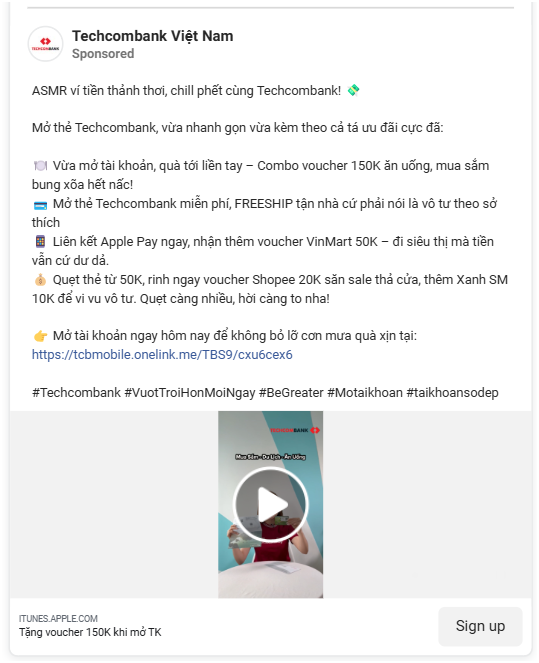 Techcombank Việt Nam
Sponsored
TECHCOMBANK
ASMR ví tiền thảnh thơi, chill phết cùng Techcombank! 💸
Mở thẻ Techcombank, vừa nhanh gọn vừa kèm theo cả tá ưu đãi cực đã:
🍽️ Vừa mở tài khoản, quà tới liền tay – Combo voucher 150K ăn uống, mua sắm
bung xõa hết nấc!
💳 Mở thẻ Techcombank miễn phí, FREESHIP tận nhà cứ phải nói là vô tư theo sở
thích
📱 Liên kết Apple Pay ngay, nhận thêm voucher VinMart 50K – đi siêu thị mà tiền
vẫn cứ dư dả.
💰 Quẹt thẻ từ 50K, rinh ngay voucher Shopee 20K săn sale thả cửa, thêm Xanh SM
10K để vi vu vô tư. Quẹt càng nhiều, hời càng to nha!
👉 Mở tài khoản ngay hôm nay để không bỏ lỡ cơn mưa quà xịn tại:
https://tcbmobile.onelink.me/TBS9/cxu6cex6
#Techcombank #VuotTroiHonMoiNgay #BeGreater #Motaikhoan #taikhoansodep
TECHCOMBANK
Mua Sắm - Du Lịch - Ăn Uống
ITUNES.APPLE.COM
Tặng voucher 150K khi mở TK
Sign up